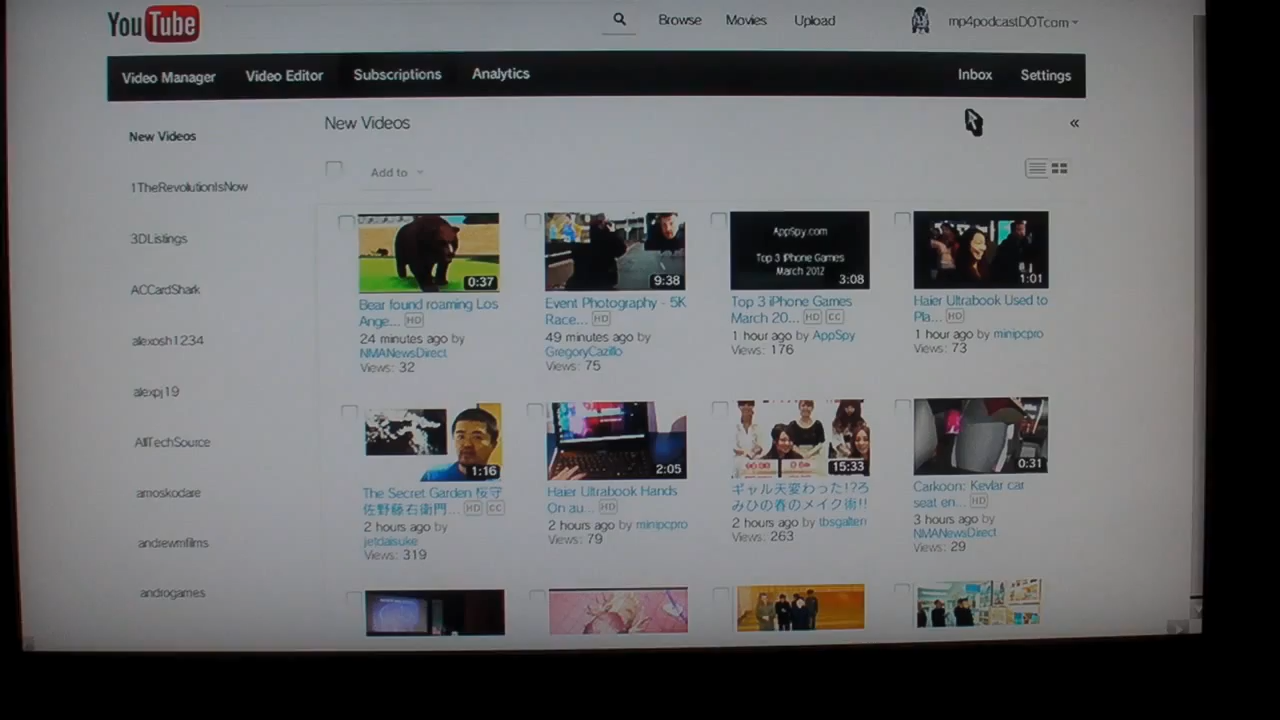 YouTube
Browse Movies Upload mp4podcastDOTcom
Video Manager Video Editor Subscriptions Analytics Inbox Settings
New Videos
1TheRevolutionIsNow
3DListings
ACCardShark
alexosh1234
alexpj19
AllTechSource
amoskodare
andrewmfilms
androgames
New Videos
«
Add to
0:37
Bear found roaming Los
Ange... HD
24 minutes ago by
NMANewsDirect
Views: 32
9:38
Event Photography - 5K
Race... HD
49 minutes ago by
GregoryCazillo
Views: 75
AppSpy.com
Top 3 iPhone Games
March 2012
3:08
Top 3 iPhone Games
March 20... HD CC
1 hour ago by AppSpy
Views: 176
1:01
Haier Ultrabook Used to
Pla... HD
1 hour ago by minipcpro
Views: 73
1:16
The Secret Garden 桜守
佐野藤右衛門... HD CC
2 hours ago by
jetdaisuke
Views: 319
2:05
Haier Ultrabook Hands
On au... HD
2 hours ago by minipcpro
Views: 79
15:33
ギャル天変わった!?ろ
みひの春のメイク術!!
2 hours ago by tbsgalten
Views: 263
0:31
Carkoon: Kevlar car
seat en... HD
3 hours ago by
NMANewsDirect
Views: 29